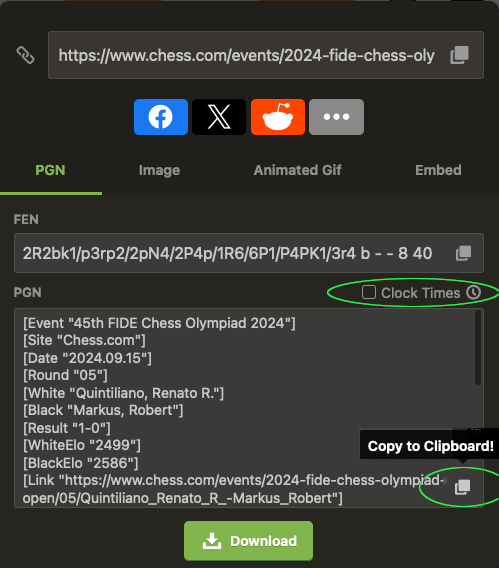 https://www.chess.com/events/2024-fide-chess-oly
PGN Image Animated Gif Embed
FEN
2R2bk1/p3rp2/2pN4/2P4p/1R6/6P1/P4PK1/3r4 b - - 8 40
PGN Clock Times
[Event "45th FIDE Chess Olympiad 2024"]
[Site "Chess.com"]
[Date "2024.09.15"]
[Round "05"]
[White "Quintiliano, Renato R."]
[Black "Markus, Robert"]
[Result "1-0"]
[WhiteElo "2499"]
Copy to Clipboard!
[BlackElo "2586"]
[Link "https://www.chess.com/events/2024-fide-chess-olympiad-
open/05/Quintiliano_Renato_R_-Markus_Robert"]
Download